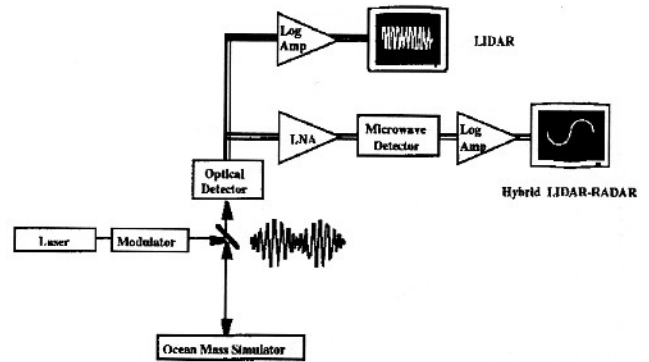 Log
Amp
LIDAR
LNA
Microwave
Detector
Log
Amp
Optical
Detector
Hybrid LIDAR-RADAR
Laser
Modulator
Ocean Mass Simulator